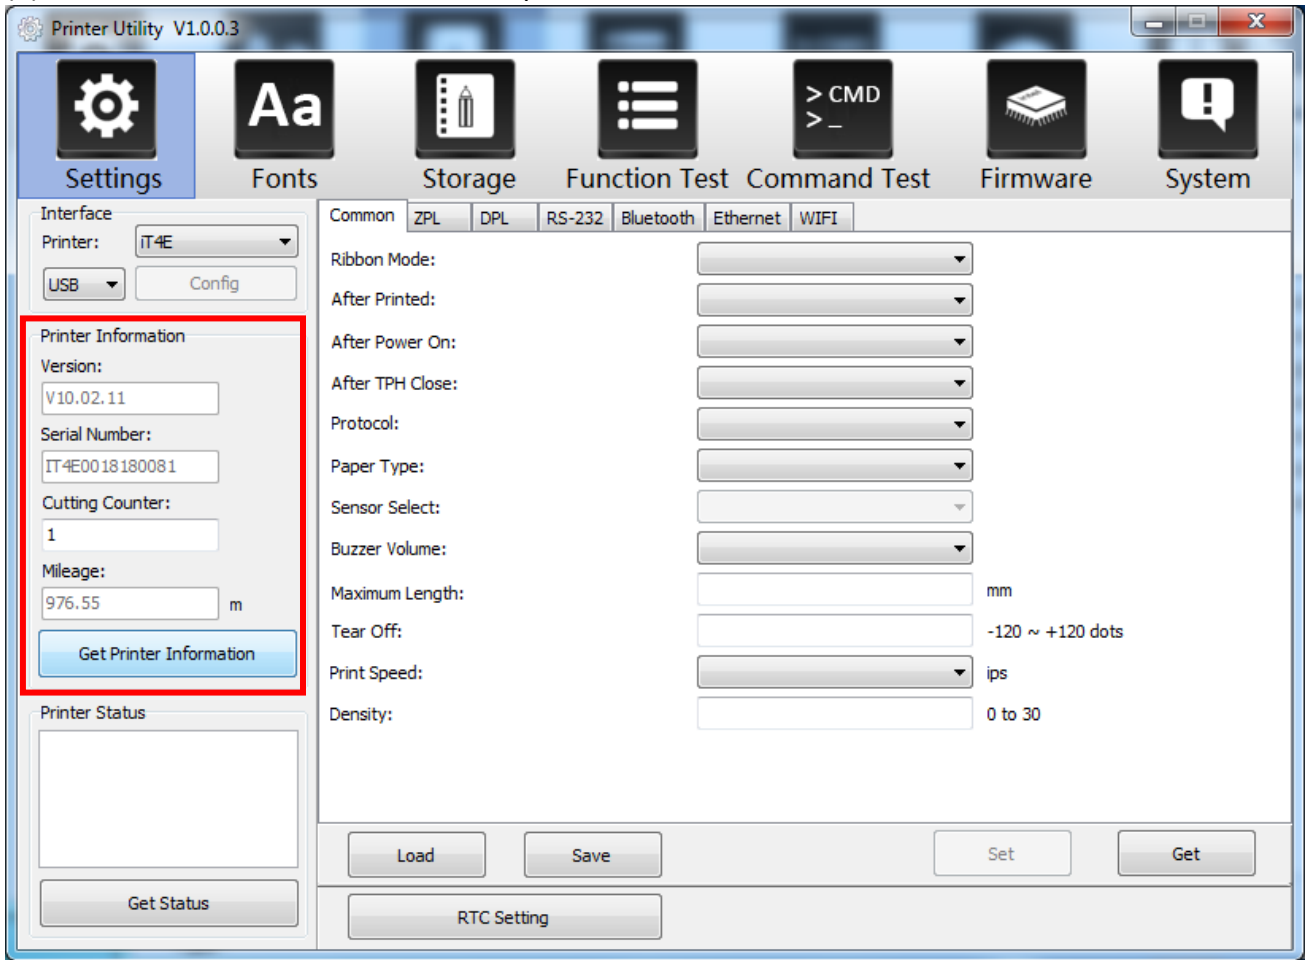 Printer Utility V1.0.0.3
Aa
> CMD
>_
Settings Fonts Storage Function Test Command Test Firmware System
Interface
Printer: iT4E
USB Config
Printer Information
Version:
V10.02.11
Serial Number:
IT4E0018180081
Cutting Counter:
1
Mileage:
976.55 m
Get Printer Information
Printer Status
Get Status
Common ZPL DPL RS-232 Bluetooth Ethernet WIFI
Ribbon Mode:
After Printed:
After Power On:
After TPH Close:
Protocol:
Paper Type:
Sensor Select:
Buzzer Volume:
Maximum Length: mm
Tear Off: -120 ~ +120 dots
Print Speed: ips
Density: 0 to 30
Load Save Set Get
RTC Setting